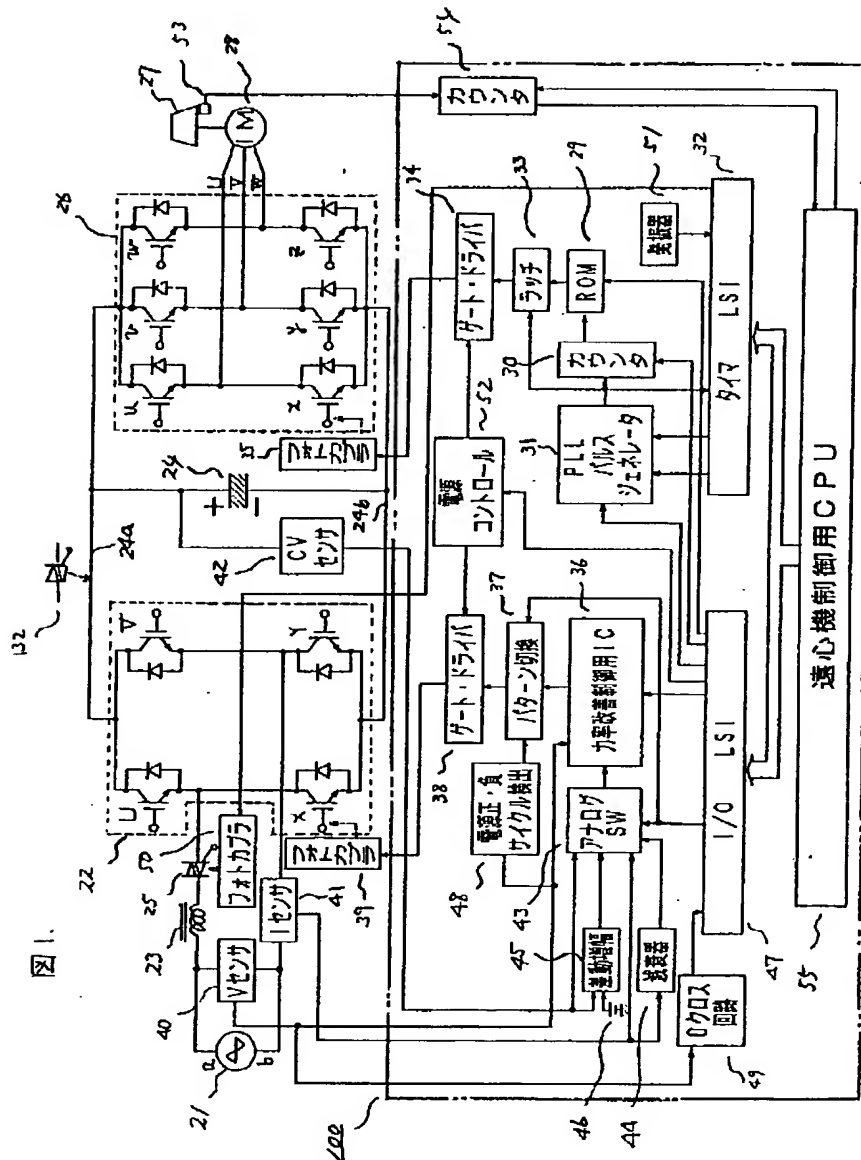 図1.
132
24a
26
27
53
28
IM
U
V
W
u
v
w
x
y
z
22
U
V
X
Y
24
+
−
24b
21
a
b
40
Vセンサ
23
25
50
フォトカプラ
41
Iセンサ
39
フォトカプラ
42
CV
センサ
35
フォトカプラ
100
38
ゲート・ドライバ
電源
コントロール
52
ゲート・ドライバ
34
54
カウンタ
電源正・負
サイクル検出
48
パターン切換
37
力率改善制御用IC
36
アナログ
SW
43
差動増幅
45
46
44
0クロス
回路
49
PLL
パルス
ジェネレータ
31
カウンタ
30
ラッチ
33
ROM
29
発振器
51
I/O LSI
47
タイマ LSI
32
遠心機制御用CPU
55